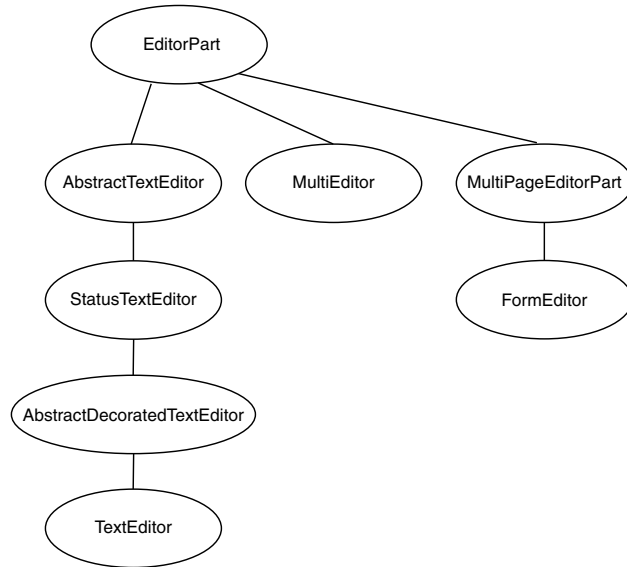 EditorPart
AbstractTextEditor
MultiEditor
MultiPageEditorPart
StatusTextEditor
FormEditor
AbstractDecoratedTextEditor
TextEditor